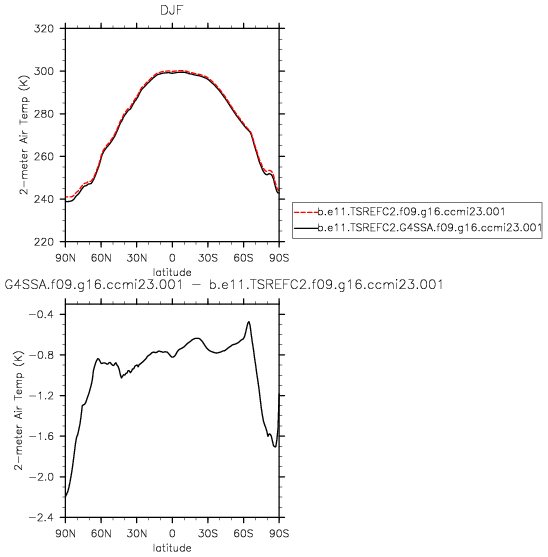 DJF
320
300
280
260
240
220
2-meter Air Temp (K)
90N 60N 30N 0 30S 60S 90S
latitude
b.e11.TSREFC2.f09.g16.ccmi23.001
b.e11.TSREFC2.G4SSA.f09.g16.ccmi23.001
G4SSA.f09.g16.ccmi23.001 - b.e11.TSREFC2.f09.g16.ccmi23.001
-0.4
-0.8
-1.2
-1.6
-2.0
-2.4
2-meter Air Temp (K)
90N 60N 30N 0 30S 60S 90S
latitude